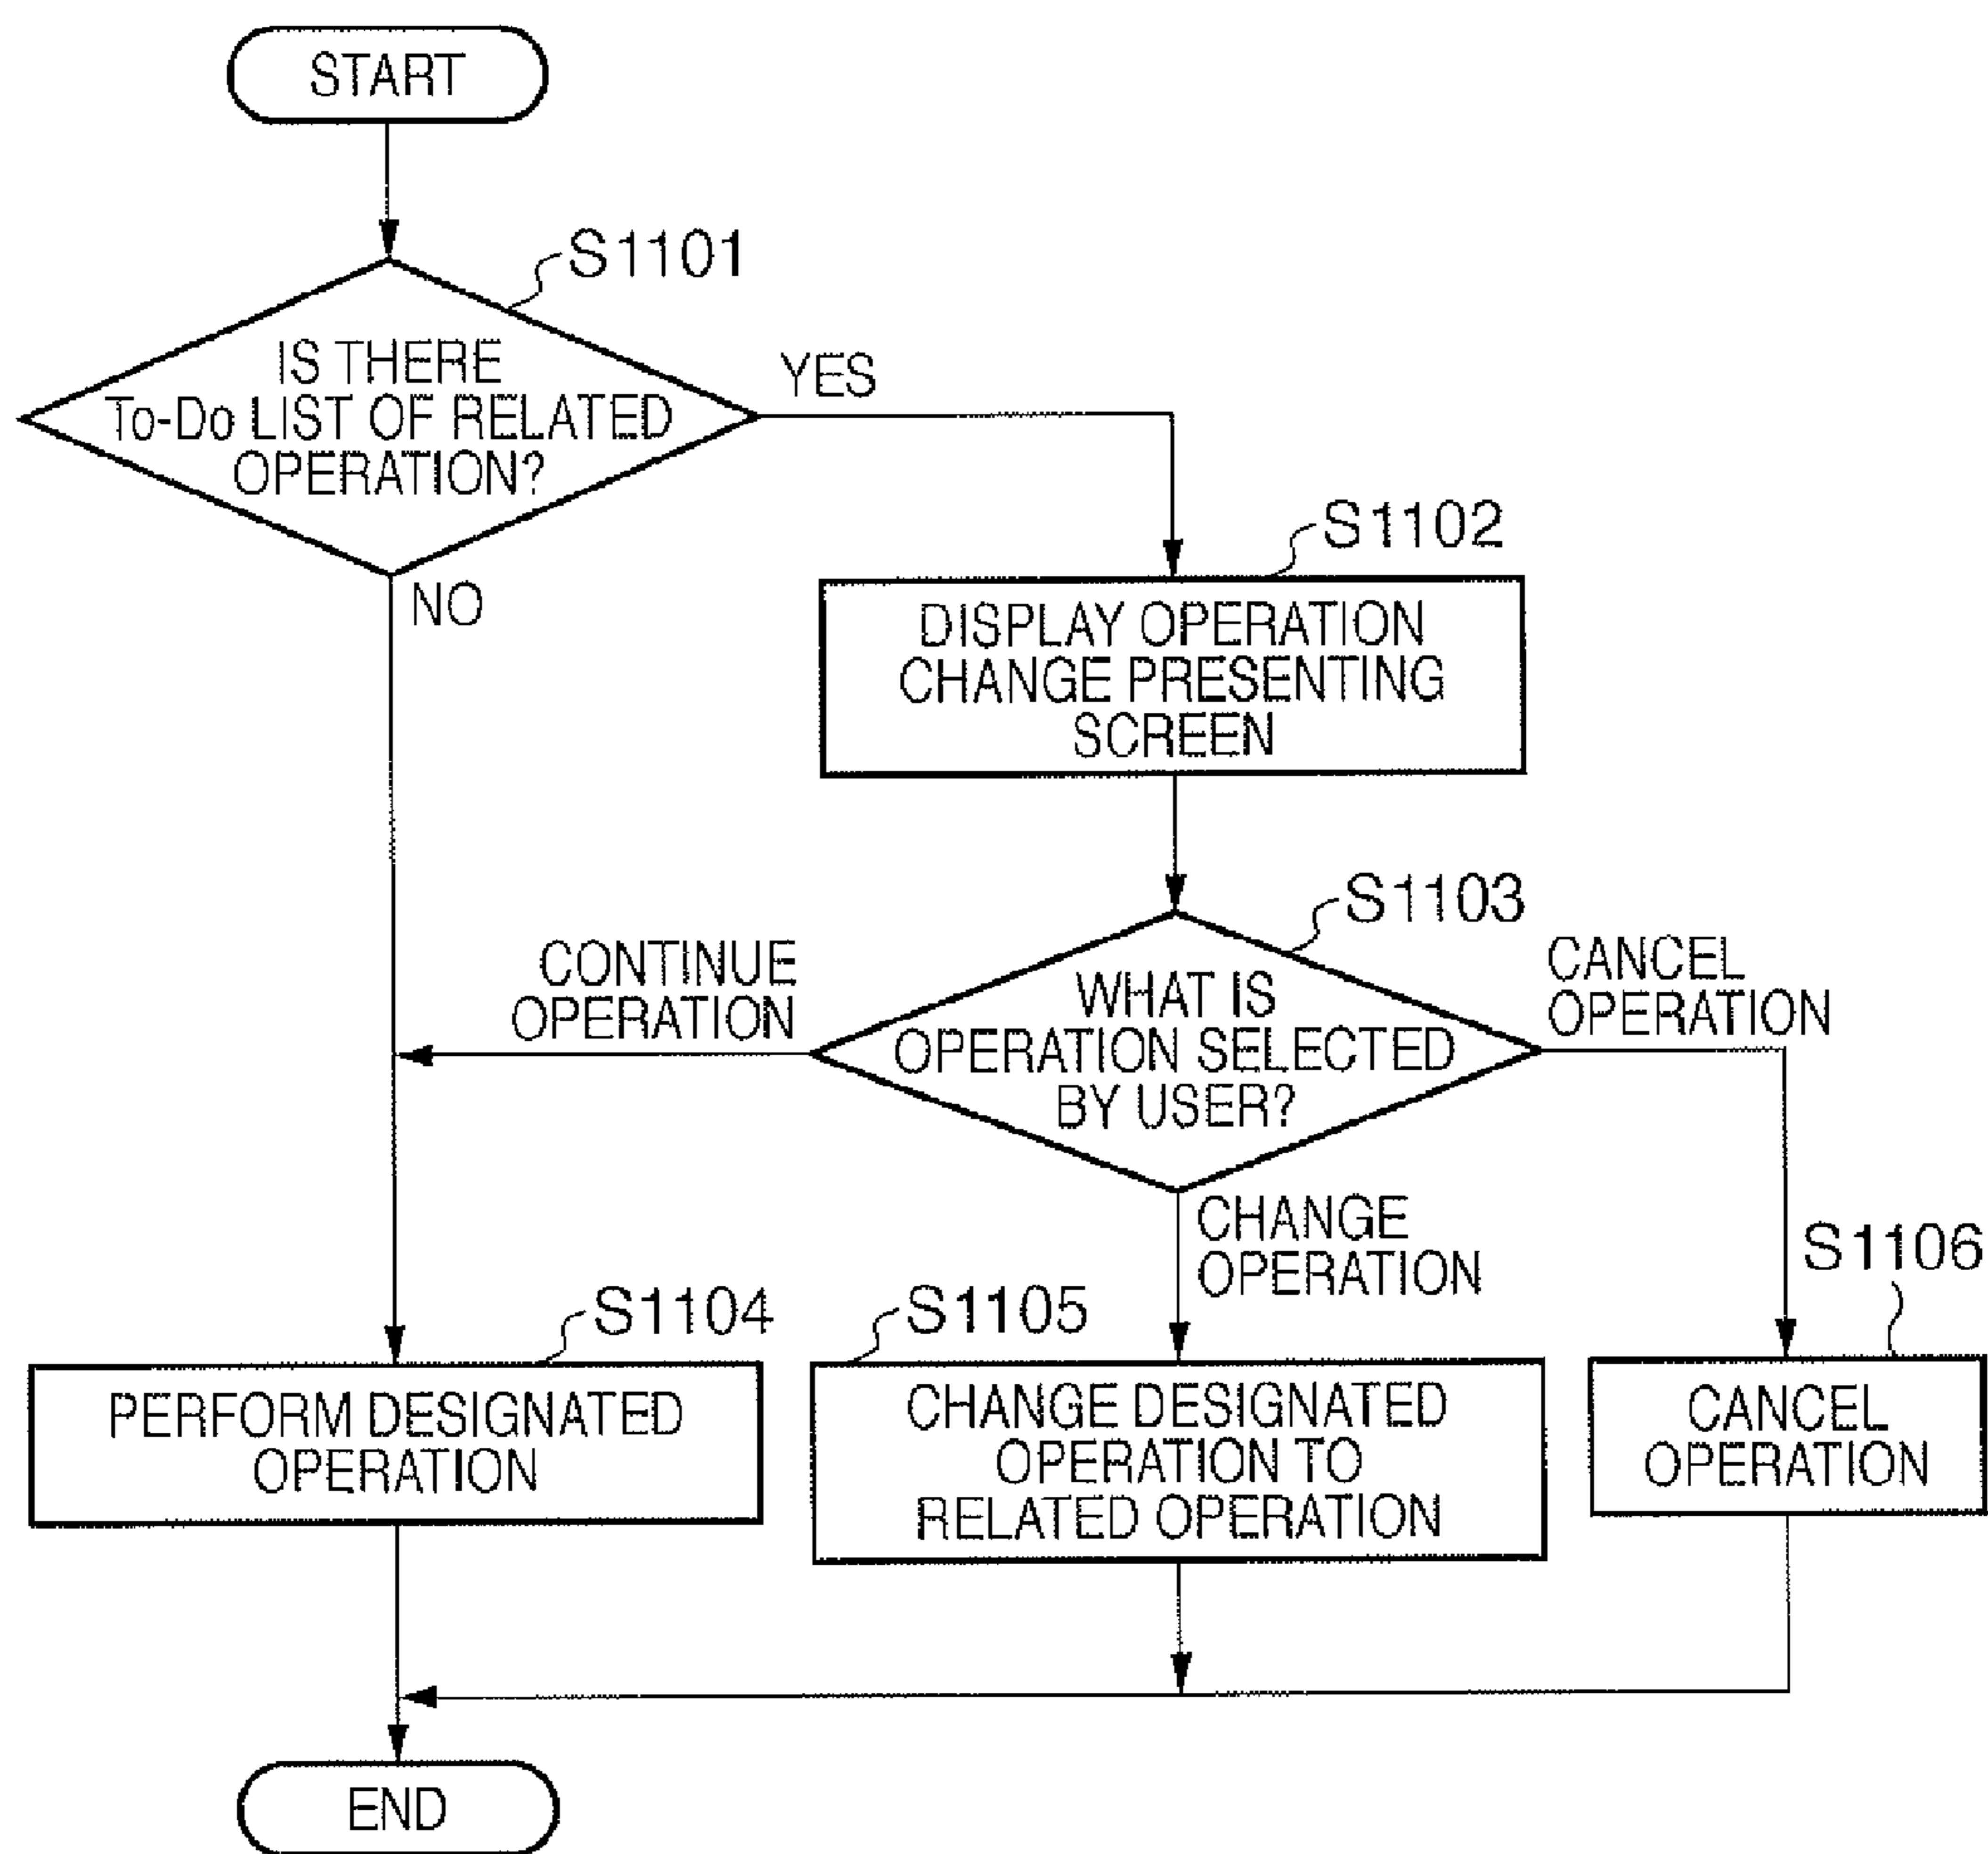 START
S1101
IS THERE
To-Do LIST OF RELATED
OPERATION?
YES
NO
S1102
DISPLAY OPERATION
CHANGE PRESENTING
SCREEN
S1103
WHAT IS
OPERATION SELECTED
BY USER?
CONTINUE
OPERATION
CANCEL
OPERATION
CHANGE
OPERATION
S1104
PERFORM DESIGNATED
OPERATION
S1105
CHANGE DESIGNATED
OPERATION TO
RELATED OPERATION
S1106
CANCEL
OPERATION
END